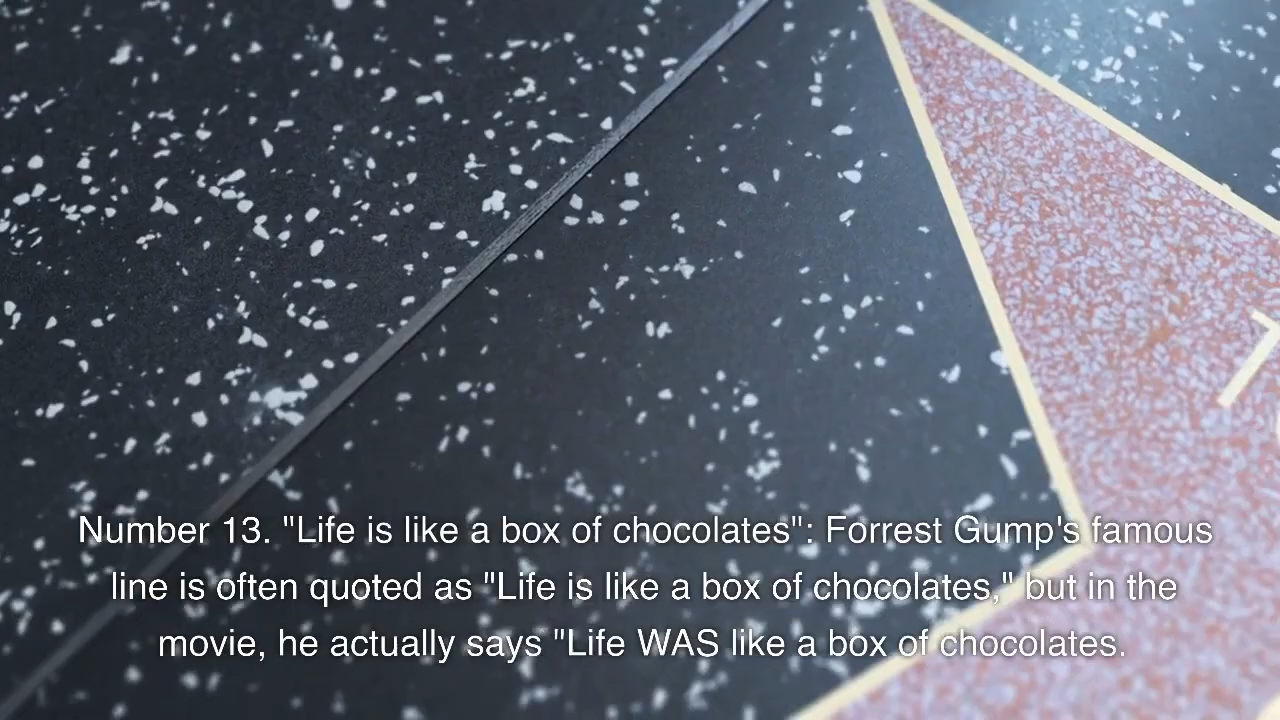 Number 13. "Life is like a box of chocolates": Forrest Gump's famous
line is often quoted as "Life is like a box of chocolates," but in the
movie, he actually says "Life WAS like a box of chocolates.